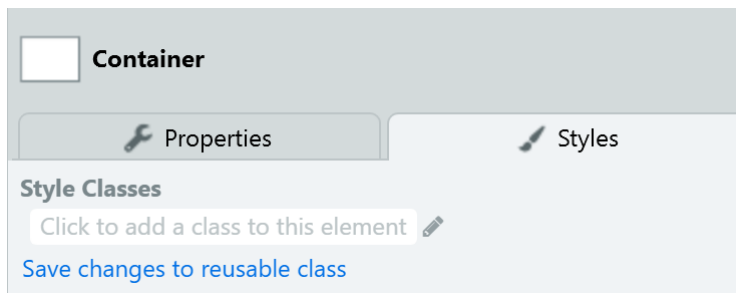 Container
Properties
Styles
Style Classes
Click to add a class to this element
Save changes to reusable class